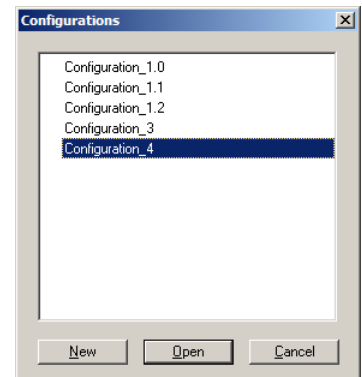 Configurations
Configuration_1.0
Configuration_1.1
Configuration_1.2
Configuration_3
Configuration_4
New Open Cancel